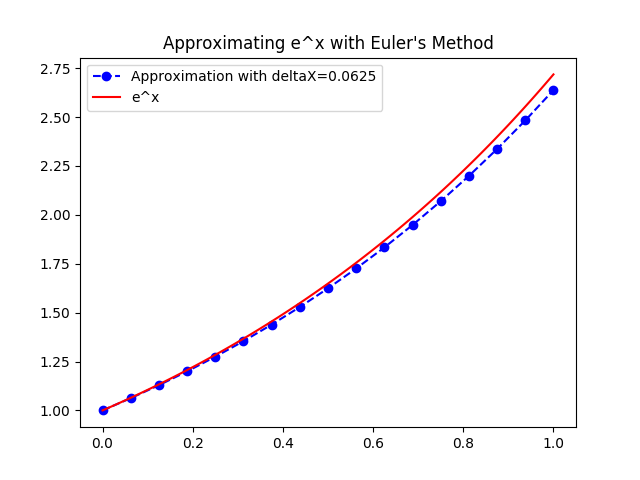 Approximating e^x with Euler's Method
Approximation with deltaX=0.0625
e^x
2.75
2.50
2.25
2.00
1.75
1.50
1.25
1.00
0.0 0.2 0.4 0.6 0.8 1.0